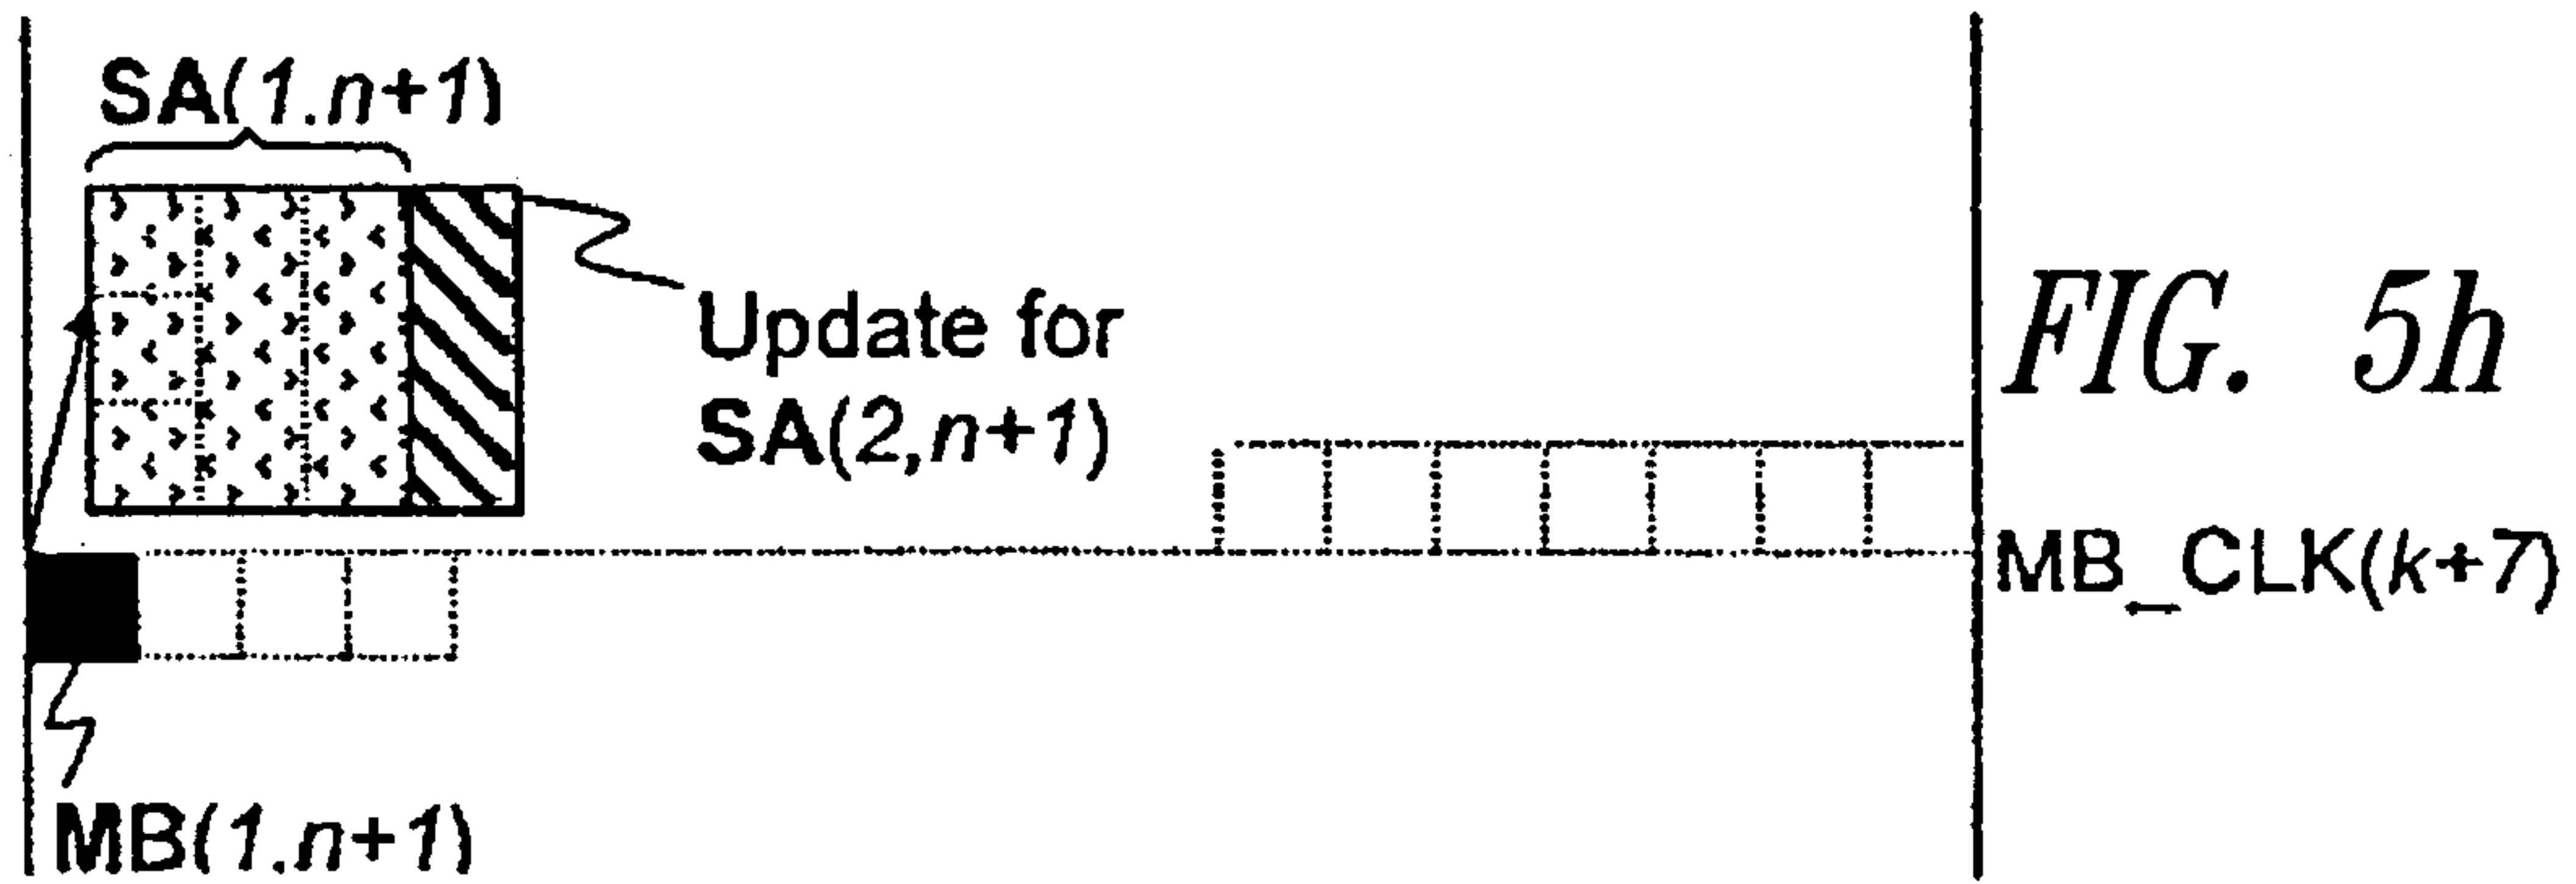 SA(1.n+1)
Update for
SA(2,n+1)
FIG. 5h
MB_CLK(k+7)
MB(1.n+1)